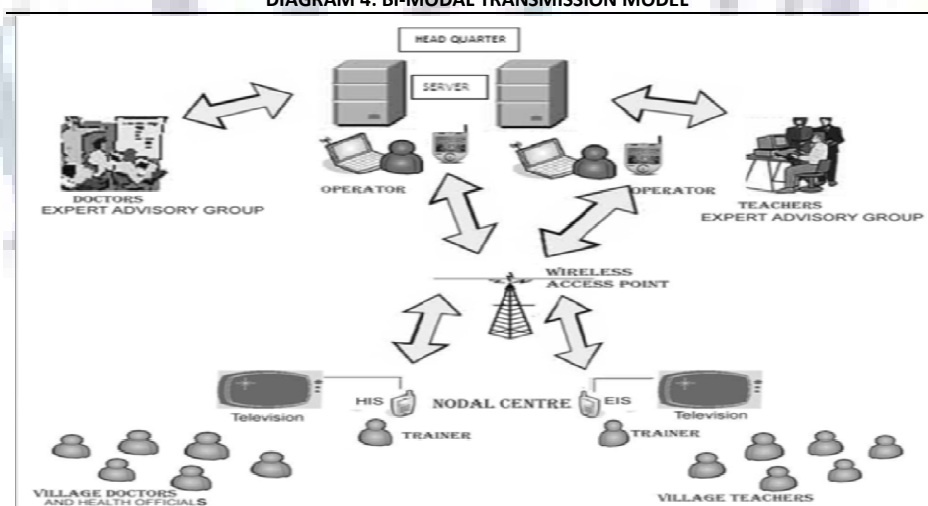 DIAGRAM 4: BI-MODAL TRANSMISSION MODEL
HEAD QUARTER
SERVER
OPERATOR
OPERATOR
DOCTORS
EXPERT ADVISORY GROUP
TEACHERS
EXPERT ADVISORY GROUP
WIRELESS
ACCESS POINT
Television
HIS
NODAL CENTRE
EIS
Television
TRAINER
TRAINER
VILLAGE DOCTORS
AND HEALTH OFFICIALS
VILLAGE TEACHERS